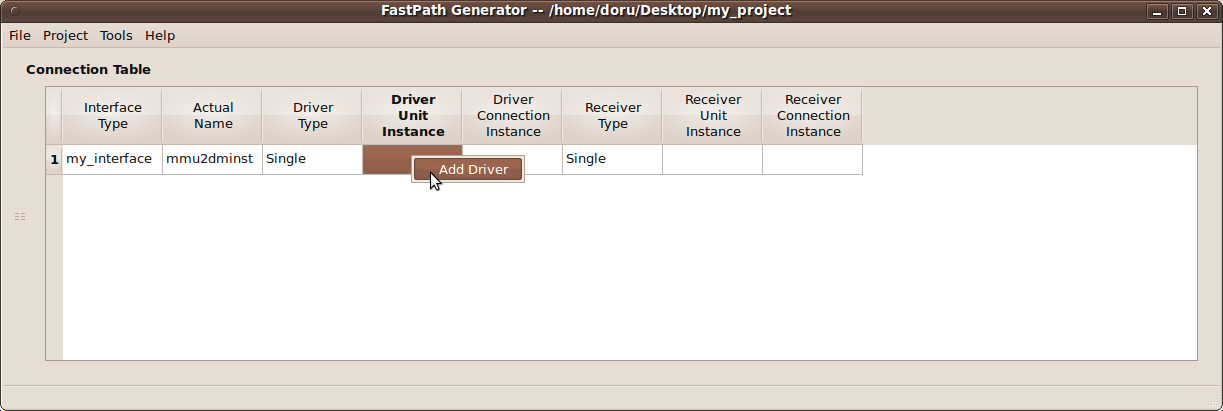 FastPath Generator -- /home/doru/Desktop/my_project
File Project Tools Help
Connection Table
Interface Type
Actual Name
Driver Type
Driver Unit Instance
Driver Connection Instance
Receiver Type
Receiver Unit Instance
Receiver Connection Instance
1 my_interface mmu2dminst Single Single
Add Driver